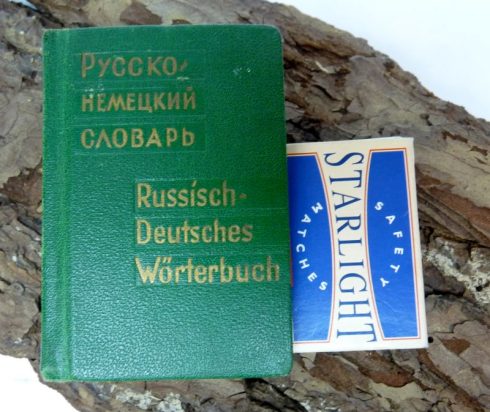 Русско-
немецкий
словарь
Russisch-
Deutsches
Wörterbuch
STARLIGHT
SAFETY
MATCHES